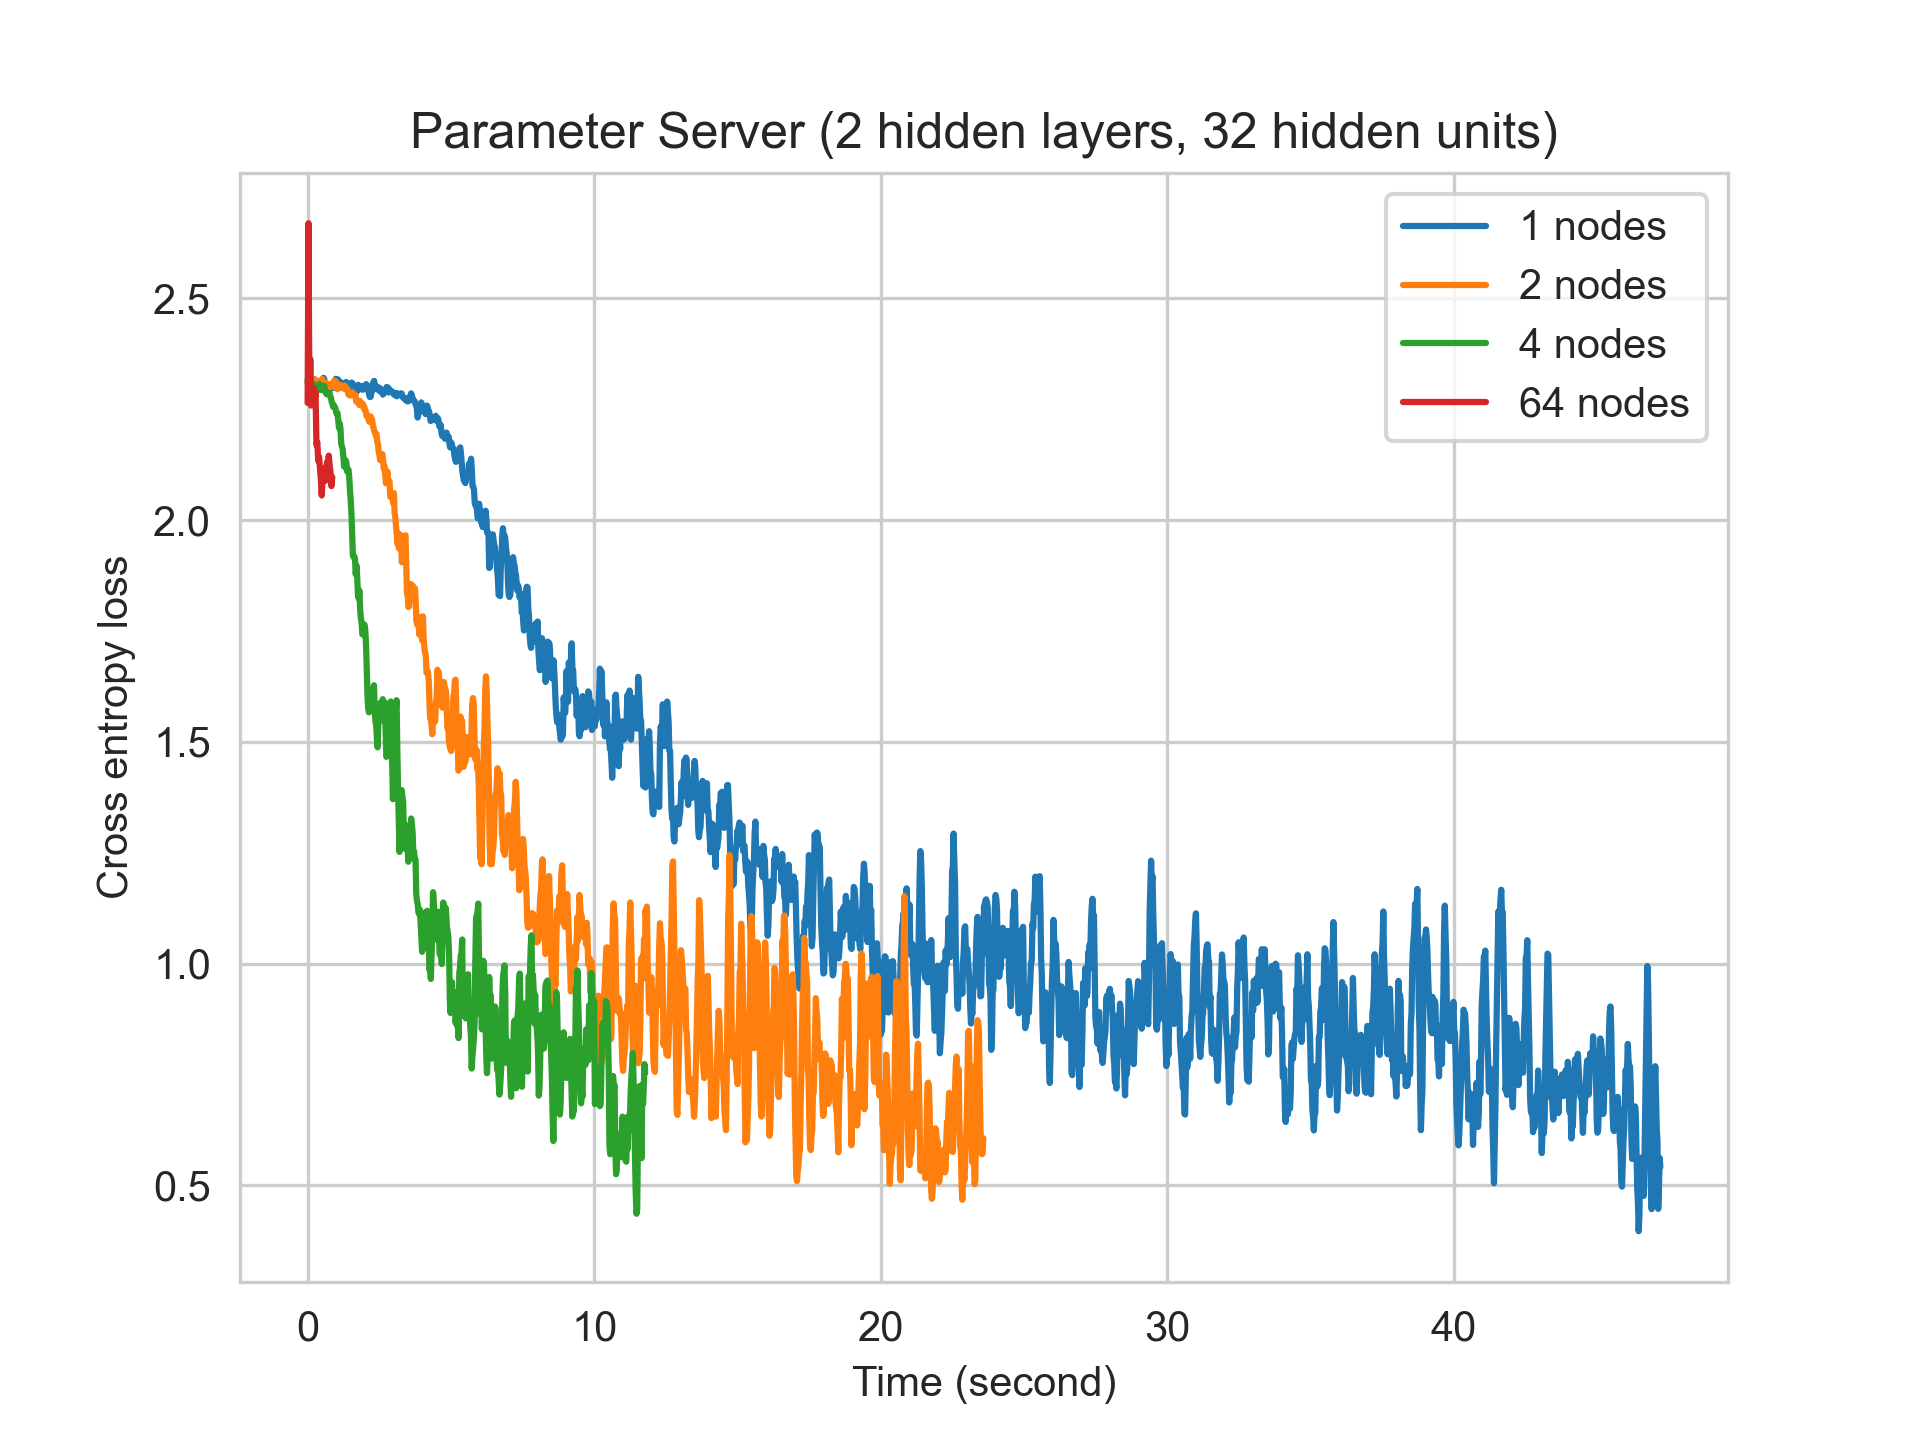 Parameter Server (2 hidden layers, 32 hidden units)
1 nodes
2 nodes
4 nodes
64 nodes
Cross entropy loss
2.5
2.0
1.5
1.0
0.5
0 10 20 30 40
Time (second)